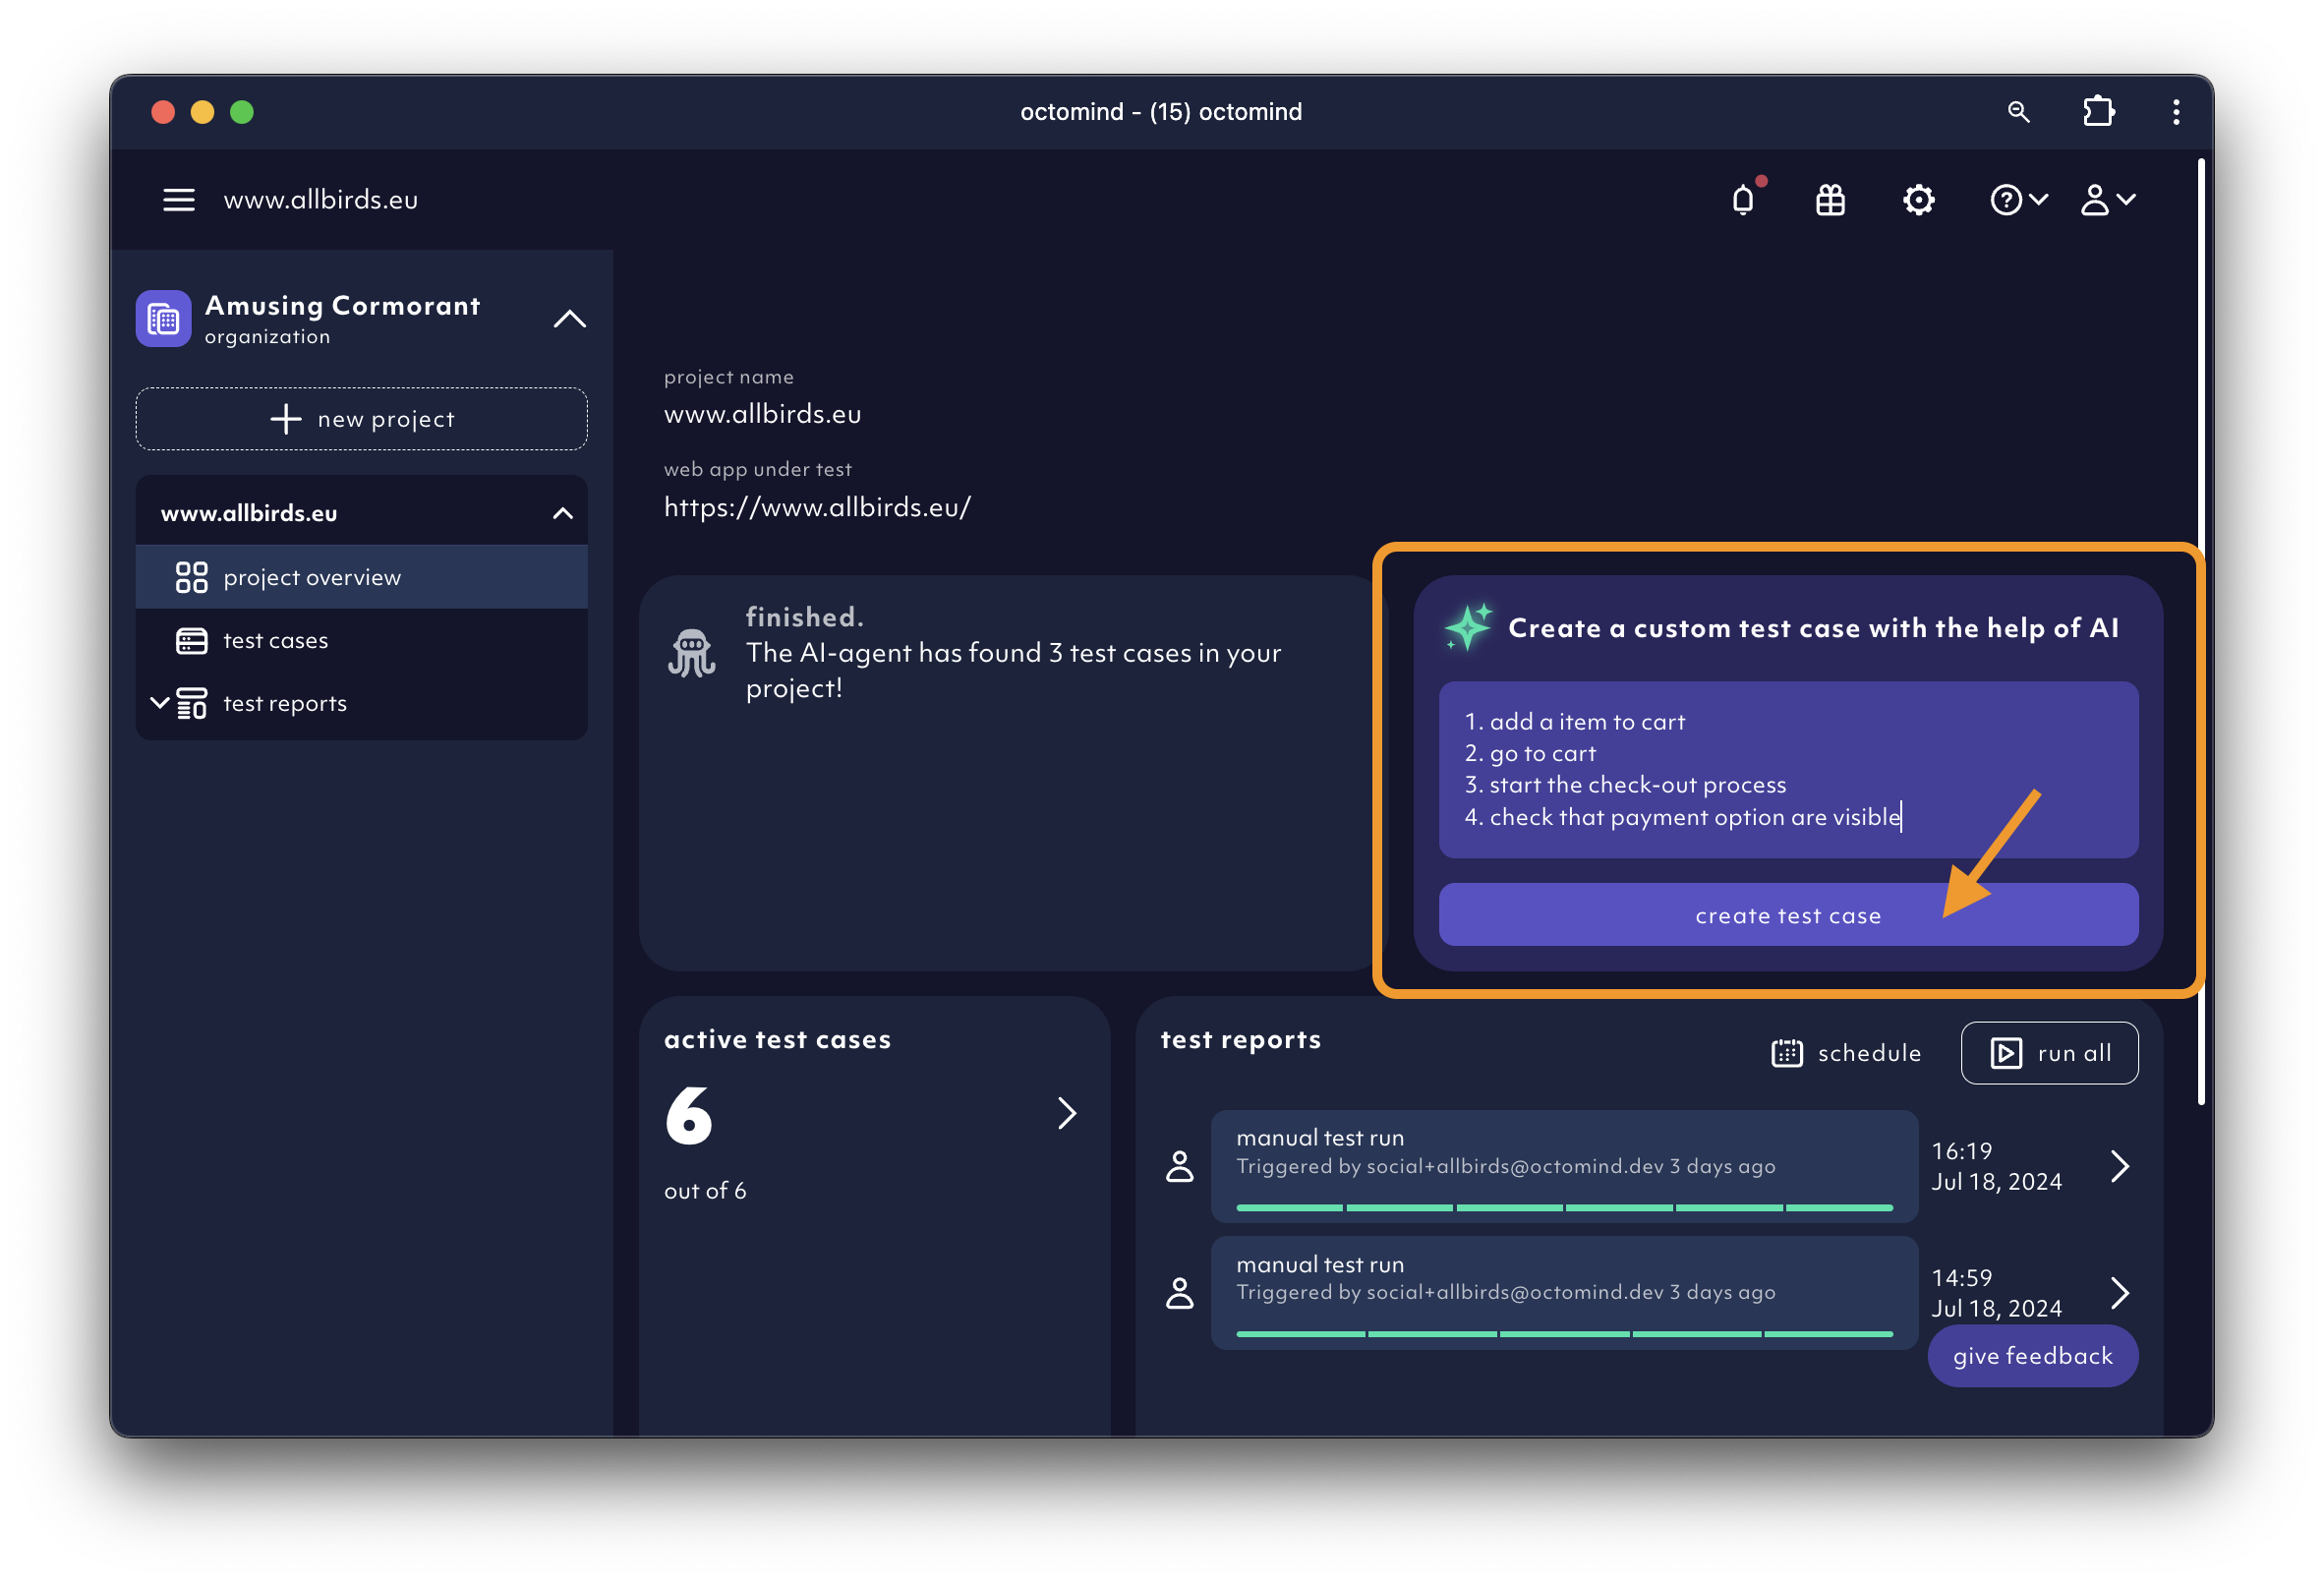 octomind - (15) octomind
www.allbirds.eu
Amusing Cormorant
organization
new project
www.allbirds.eu
project overview
test cases
test reports
project name
www.allbirds.eu
web app under test
https://www.allbirds.eu/
finished.
The AI-agent has found 3 test cases in your
project!
Create a custom test case with the help of AI
1. add a item to cart
2. go to cart
3. start the check-out process
4. check that payment option are visible
create test case
active test cases
6
out of 6
test reports
schedule
run all
manual test run
Triggered by social+allbirds@octomind.dev 3 days ago
16:19
Jul 18, 2024
manual test run
Triggered by social+allbirds@octomind.dev 3 days ago
14:59
Jul 18, 2024
give feedback